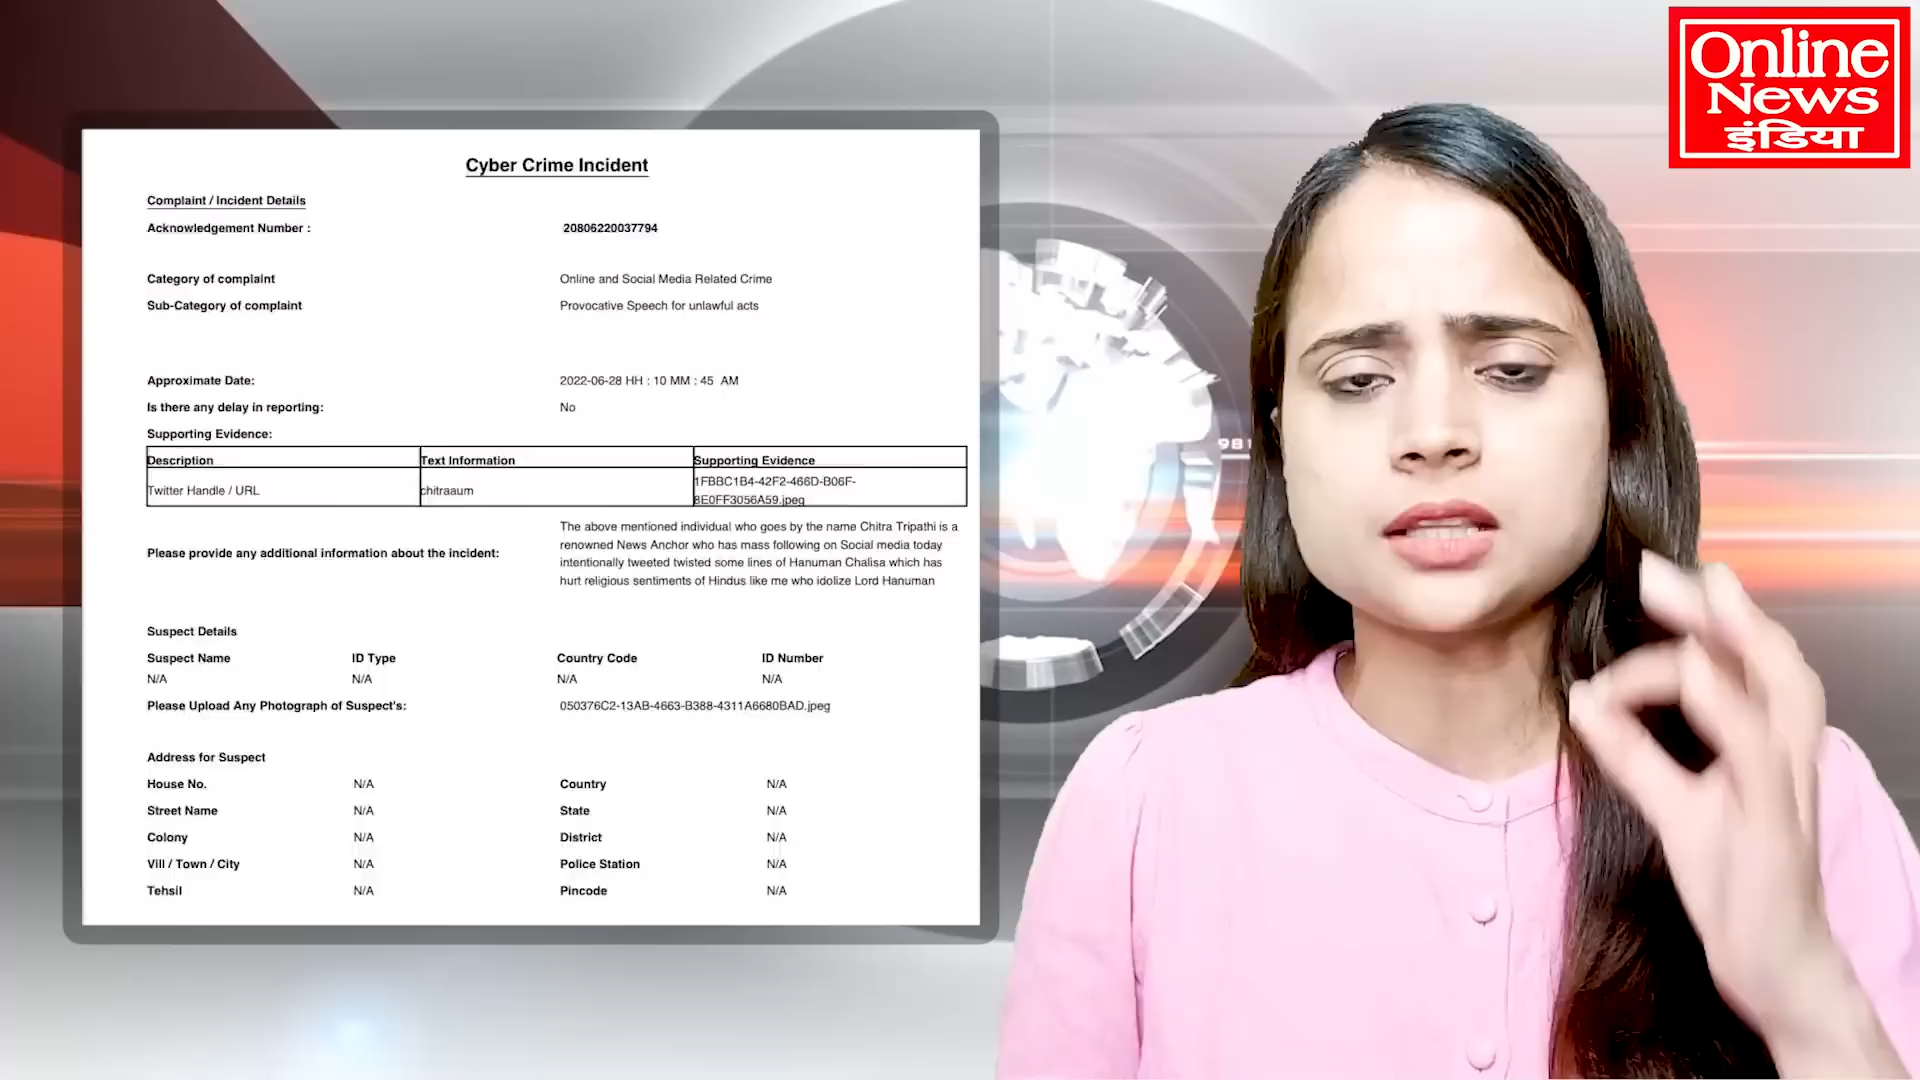 Online
News
इंडिया
Cyber Crime Incident
Complaint / Incident Details
Acknowledgement Number : 20806220037794
Category of complaint Online and Social Media Related Crime
Sub-Category of complaint Provocative Speech for unlawful acts
Approximate Date: 2022-06-28 HH : 10 MM : 45 AM
Is there any delay in reporting: No
Supporting Evidence:
Description Text Information Supporting Evidence
Twitter Handle / URL chitraaum 1FBBC1B4-42F2-466D-B06F-
8E0FF3056A59.jpeg
Please provide any additional information about the incident:
The above mentioned individual who goes by the name Chitra Tripathi is a
renowned News Anchor who has mass following on Social media today
intentionally tweeted twisted some lines of Hanuman Chalisa which has
hurt religious sentiments of Hindus like me who idolize Lord Hanuman
Suspect Details
Suspect Name ID Type Country Code ID Number
N/A N/A N/A N/A
Please Upload Any Photograph of Suspect's: 050376C2-13AB-4663-B388-4311A6680BAD.jpeg
Address for Suspect
House No. N/A Country N/A
Street Name N/A State N/A
Colony N/A District N/A
Vill / Town / City N/A Police Station N/A
Tehsil N/A Pincode N/A
981